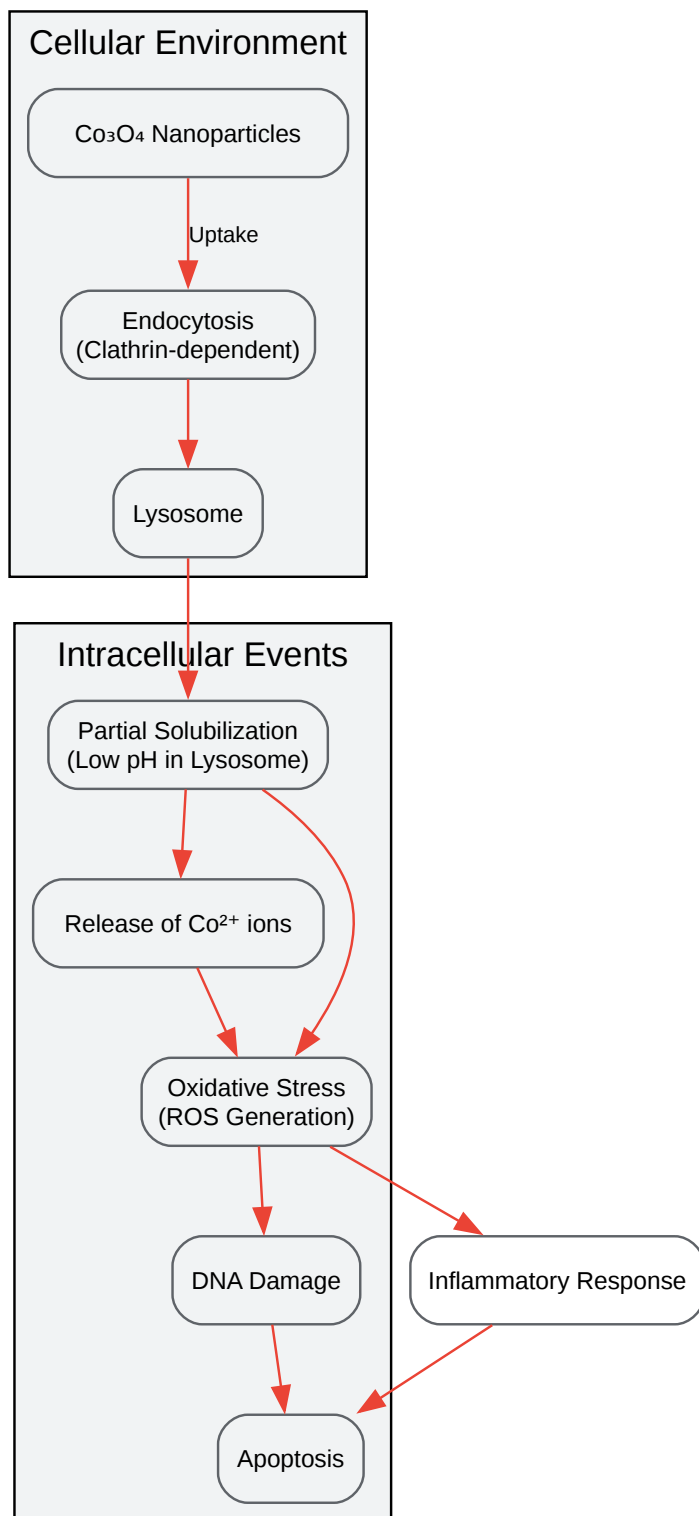 Cellular Environment
Co₃O₄ Nanoparticles
Uptake
Endocytosis
(Clathrin-dependent)
Lysosome
Intracellular Events
Partial Solubilization
(Low pH in Lysosome)
Release of Co²⁺ ions
Oxidative Stress
(ROS Generation)
DNA Damage
Inflammatory Response
Apoptosis